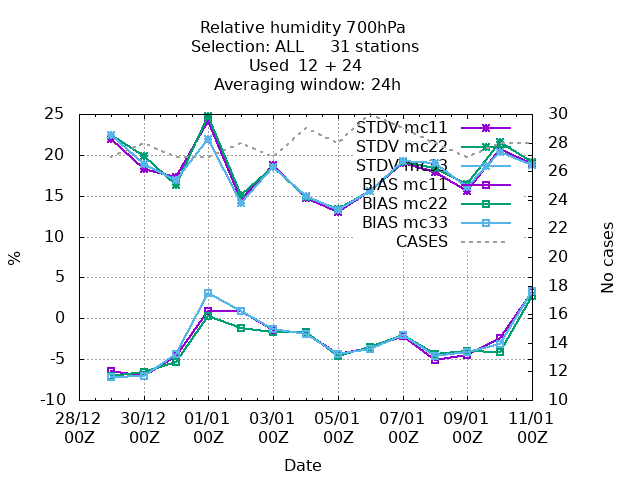 Relative humidity 700hPa
Selection: ALL     31 stations
Used  12 + 24
Averaging window: 24h
25
20
15
10
5
0
-5
-10
%
30
28
26
24
22
20
18
16
14
12
10
No cases
STDV mc11
STDV mc22
STDV mc33
BIAS mc11
BIAS mc22
BIAS mc33
CASES
28/12 30/12 01/01 03/01 05/01 07/01 09/01 11/01
00Z 00Z 00Z 00Z 00Z 00Z 00Z 00Z
Date